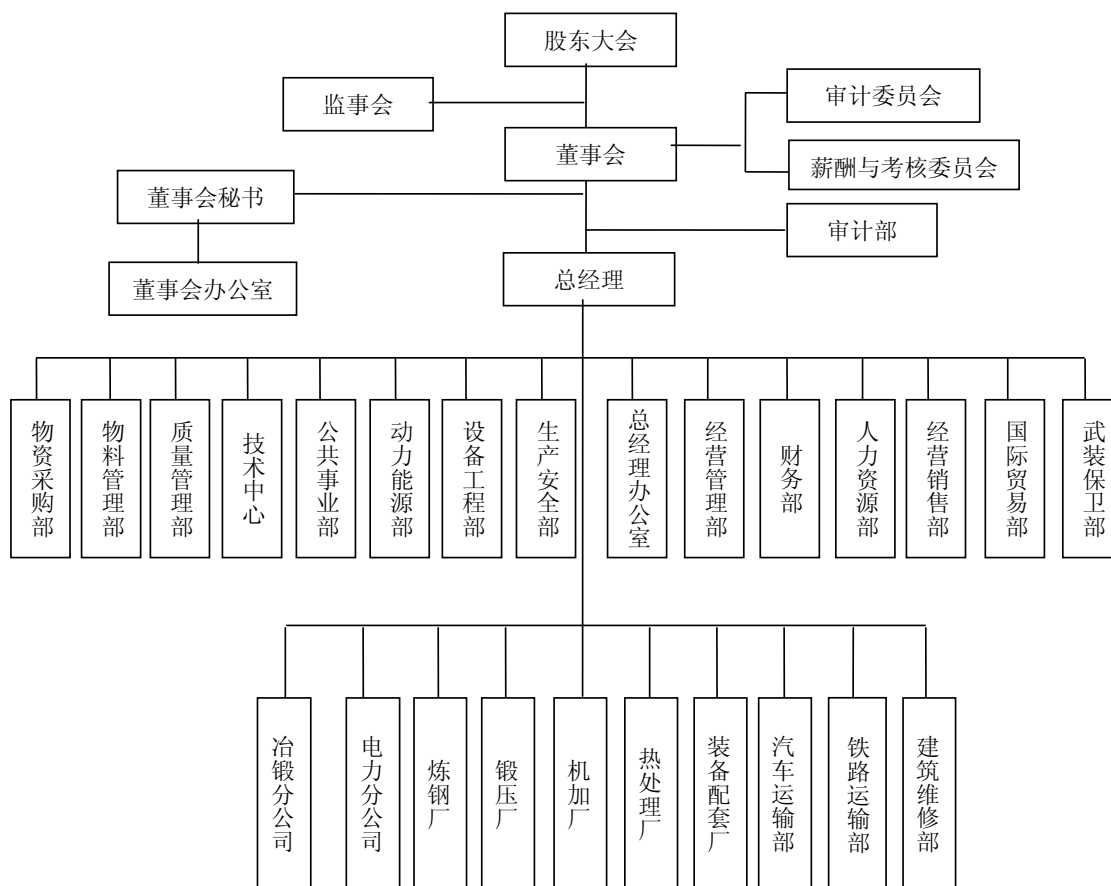 股东大会
监事会
审计委员会
董事会
薪酬与考核委员会
董事会秘书
审计部
董事会办公室
总经理
物资采购部
物料管理部
质量管理部
技术中心
公共事业部
动力能源部
设备工程部
生产安全部
总经理办公室
经营管理部
财务部
人力资源部
经营销售部
国际贸易部
武装保卫部
冶锻分公司
电力分公司
炼钢厂
锻压厂
机加厂
热处理厂
装备配套厂
汽车运输部
铁路运输部
建筑维修部